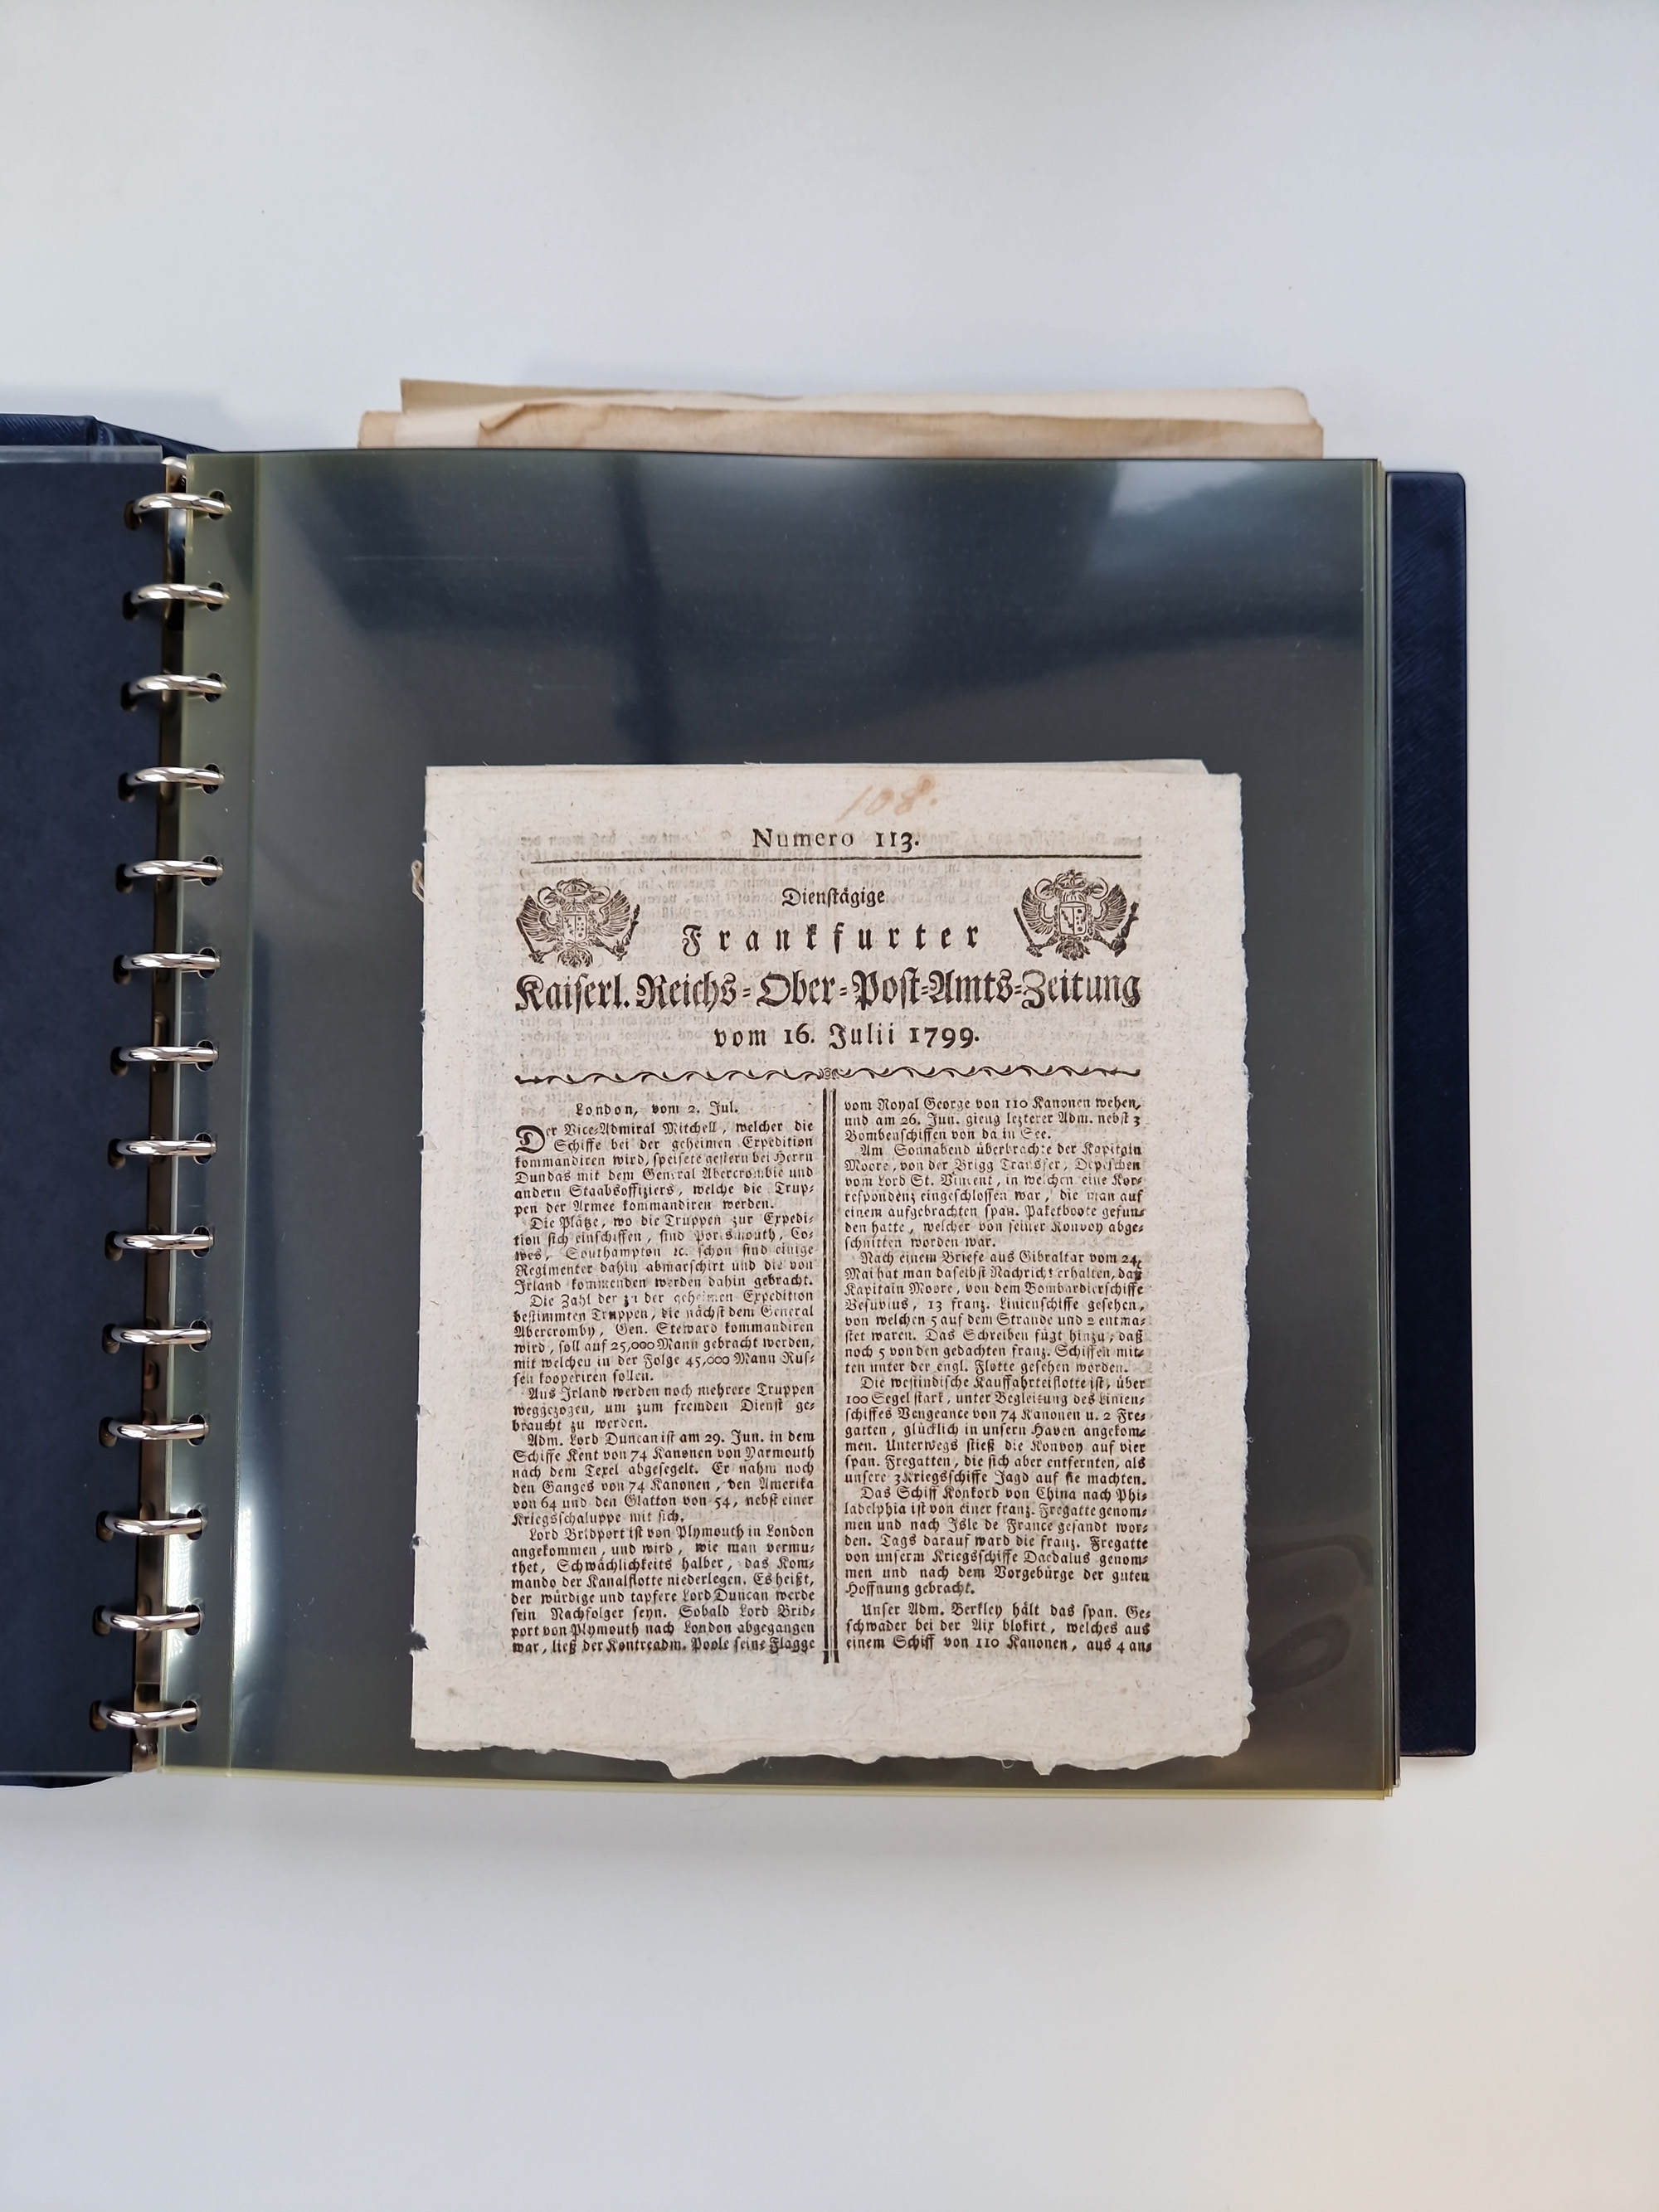 108.
Numero 113.
Dienstägige
Frankfurter
Kaiserl. Reichs-Ober-Post-Amts-Zeitung
vom 16. Julii 1799.
London, vom 2. Jul.
Der Vice-Admiral Mitchell, welcher die
Schiffe bei der geheimen Expedition
kommandiren wird, speisete gestern bei Herrn
Dundas mit dem General Abercrombie und
andern Staabsoffiziers, welche die Trup-
pen der Armee kommandiren werden.
Die Plätze, wo die Truppen zur Expedi-
tion sich einschiffen, sind Portsmouth, Co-
wes, Southampton ꝛc. schon sind einige
Regimenter dahin abmarschirt und die von
Irland kommenden werden dahin gebracht.
Die Zahl der zu der geheimen Expedition
bestimmten Truppen, die nächst dem General
Abercromby, Gen. Steward kommandiren
wird, soll auf 25,000 Mann gebracht werden,
mit welchen in der Folge 45,000 Mann Rus-
sen kooperiren sollen.
Aus Irland werden noch mehrere Truppen
weggezogen, um zum fremden Dienst ge-
braucht zu werden.
Adm. Lord Duncan ist am 29. Jun. in dem
Schiffe Kent von 74 Kanonen von Yarmouth
nach dem Texel abgesegelt. Er nahm noch
den Ganges von 74 Kanonen, den Amerika
von 64 und den Glatton von 54, nebst einer
Kriegsschaluppe mit sich.
Lord Bridport ist von Plymouth in London
angekommen, und wird, wie man vermu-
thet, Schwächlichkeits halber, das Kom-
mando der Kanalflotte niederlegen. Es heißt,
der würdige und tapfere Lord Duncan werde
sein Nachfolger seyn. Sobald Lord Brid-
port von Plymouth nach London abgegangen
war, ließ der Kontreadm. Poole seine Flagge
vom Royal George von 110 Kanonen wehen,
und am 26. Jun. gieng lezterer Adm. nebst 3
Bombenschiffen von da in See.
Am Sonnabend überbrachte der Kapitain
Moore, von der Brigg Transfer, Depeschen
vom Lord St. Vincent, in welchen eine Kor-
respondenz eingeschlossen war, die man auf
einem aufgebrachten span. Paketboote gefun-
den hatte, welcher von seiner Konvoy abge-
schnitten worden war.
Nach einem Briefe aus Gibraltar vom 24.
Mai hat man daselbst Nachricht erhalten, daß
Kapitain Moore, von dem Bombardierschiffe
Vesuvius, 13 franz. Linienschiffe gesehen,
von welchen 5 auf dem Strande und 2 entma-
stet waren. Das Schreiben fügt hinzu, daß
noch 5 von den gedachten franz. Schiffen mit-
ten unter der engl. Flotte gesehen worden.
Die westindische Kauffahrteiflotte ist, über
100 Segel stark, unter Begleitung des Linien-
schiffes Vengeance von 74 Kanonen u. 2 Fre-
gatten, glücklich in unsern Haven angekom-
men. Unterwegs stieß die Konvoy auf vier
span. Fregatten, die sich aber entfernten, als
unsere 3 Kriegsschiffe Jagd auf sie machten.
Das Schiff Konkord von China nach Phi-
ladelphia ist von einer franz. Fregatte genom-
men und nach Isle de France gesandt wor-
den. Tags darauf ward die franz. Fregatte
von unserm Kriegsschiffe Daedalus genom-
men und nach dem Vorgebürge der guten
Hoffnung gebracht.
Unser Adm. Berkley hält das span. Ge-
schwader bei der Aix blokirt, welches aus
einem Schiff von 110 Kanonen, aus 4 an-